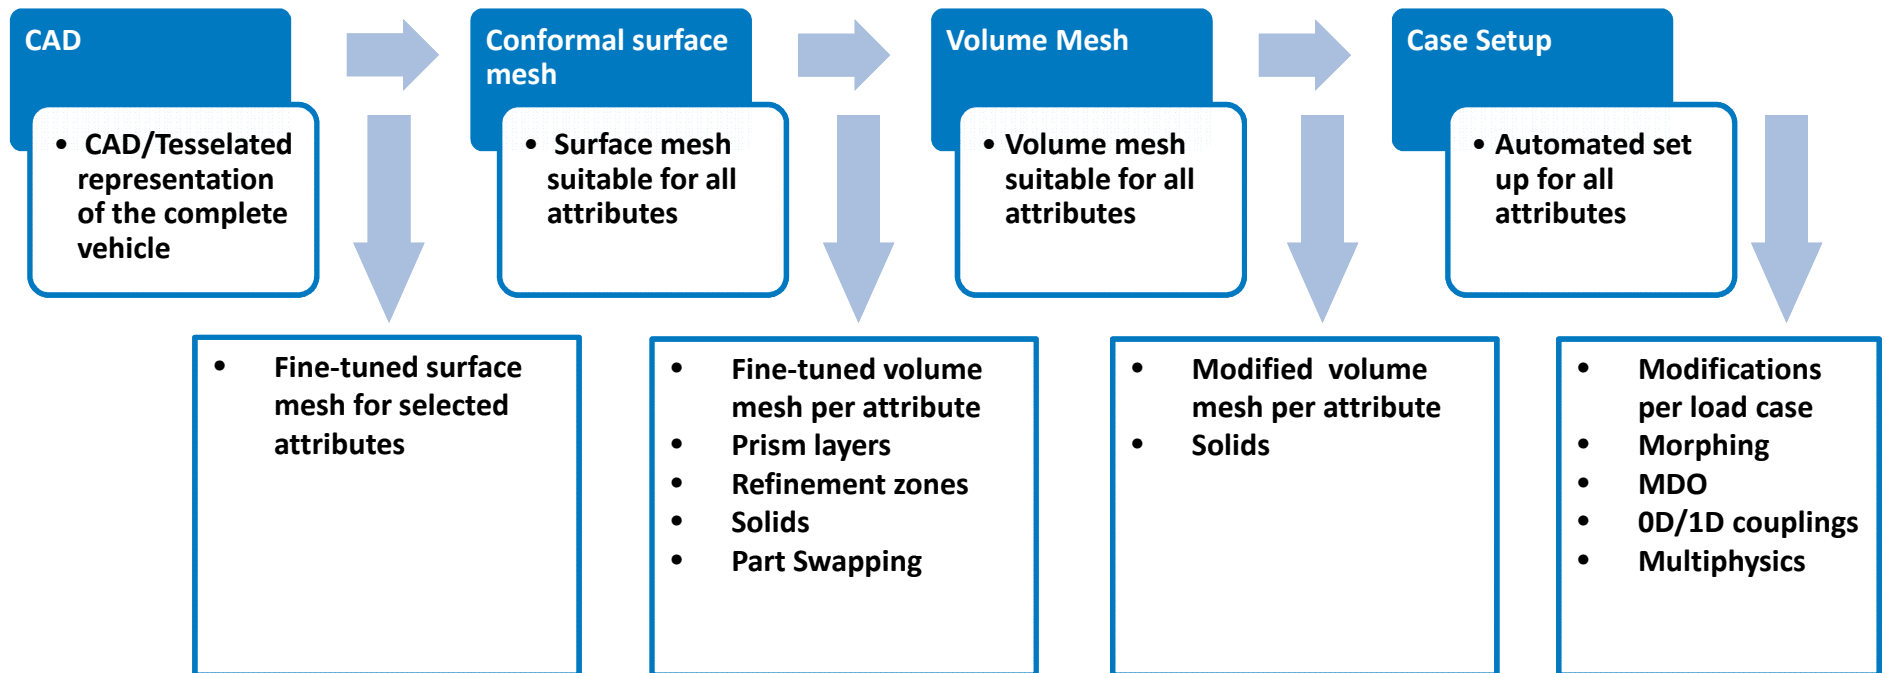 CAD
• CAD/Tesselated
representation
of the complete
vehicle
Conformal surface
mesh
• Surface mesh
suitable for all
attributes
Volume Mesh
• Volume mesh
suitable for all
attributes
Case Setup
• Automated set
up for all
attributes
• Fine-tuned surface
mesh for selected
attributes
• Fine-tuned volume
mesh per attribute
• Prism layers
• Refinement zones
• Solids
• Part Swapping
• Modified volume
mesh per attribute
• Solids
• Modifications
per load case
• Morphing
• MDO
• 0D/1D couplings
• Multiphysics